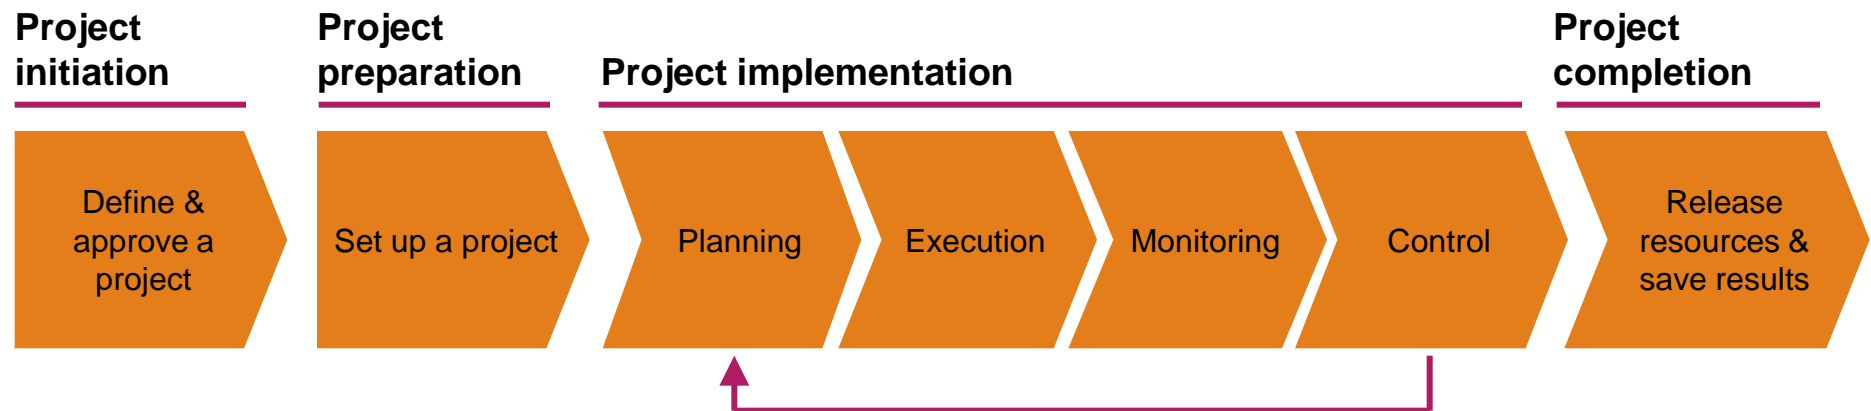 Project
initiation
Project
preparation
Project implementation
Project
completion
Define &
approve a
project
Set up a project
Planning
Execution
Monitoring
Control
Release
resources &
save results